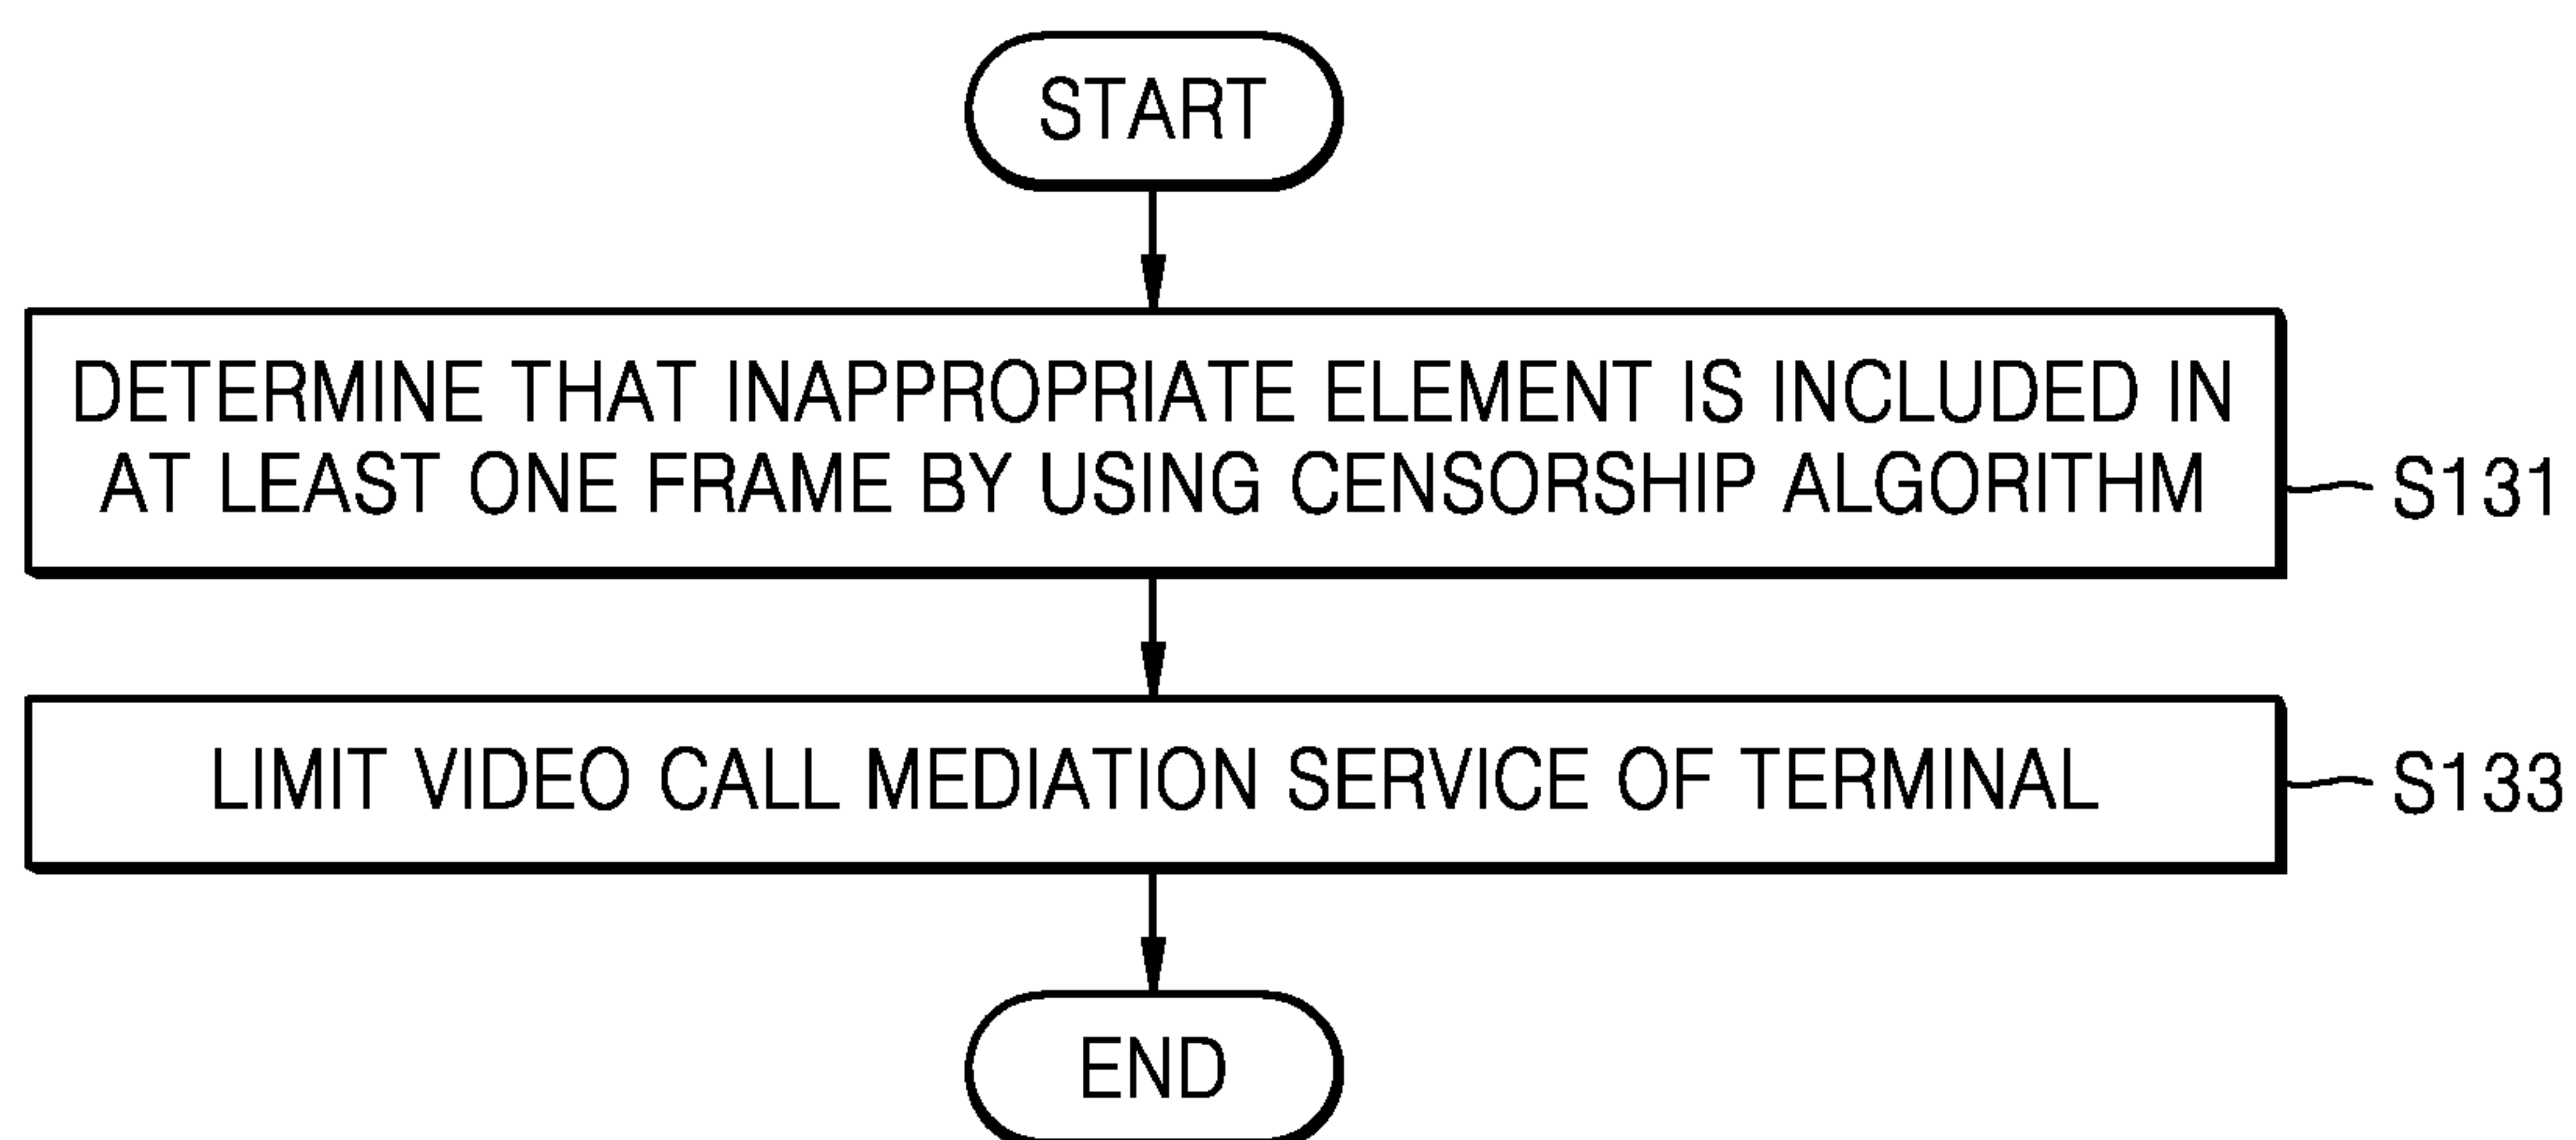 START
DETERMINE THAT INAPPROPRIATE ELEMENT IS INCLUDED IN
AT LEAST ONE FRAME BY USING CENSORSHIP ALGORITHM
S131
LIMIT VIDEO CALL MEDIATION SERVICE OF TERMINAL
S133
END